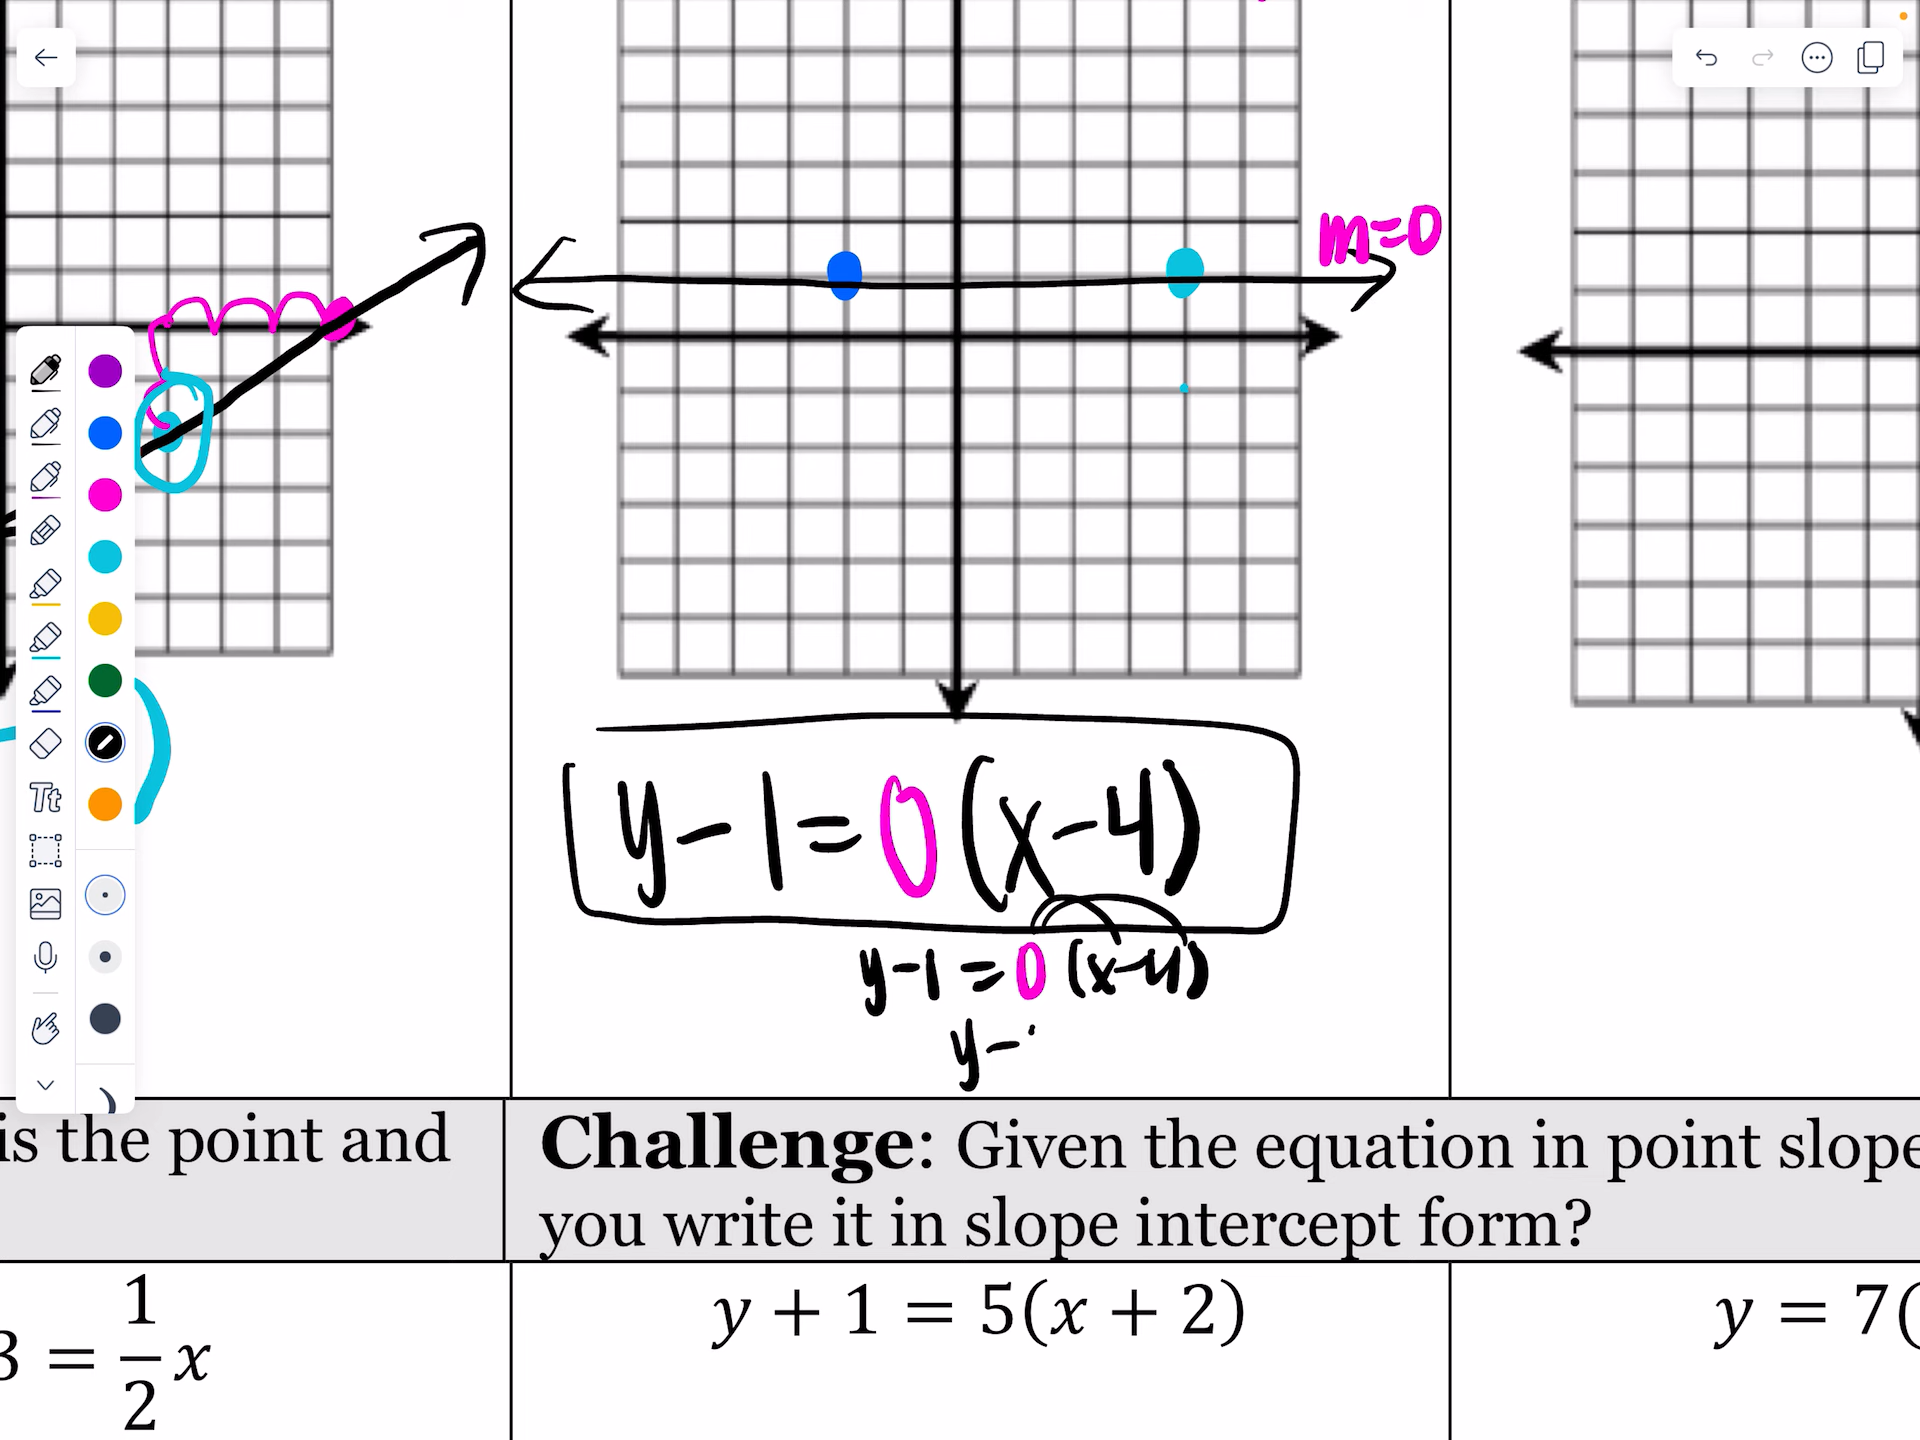 m=0
y-1=0(x-4)
y-1=0(x-4)
y-
is the point and
Challenge: Given the equation in point slope
you write it in slope intercept form?
3 = 1/2 x
y + 1 = 5(x + 2)
y = 7(
Tt